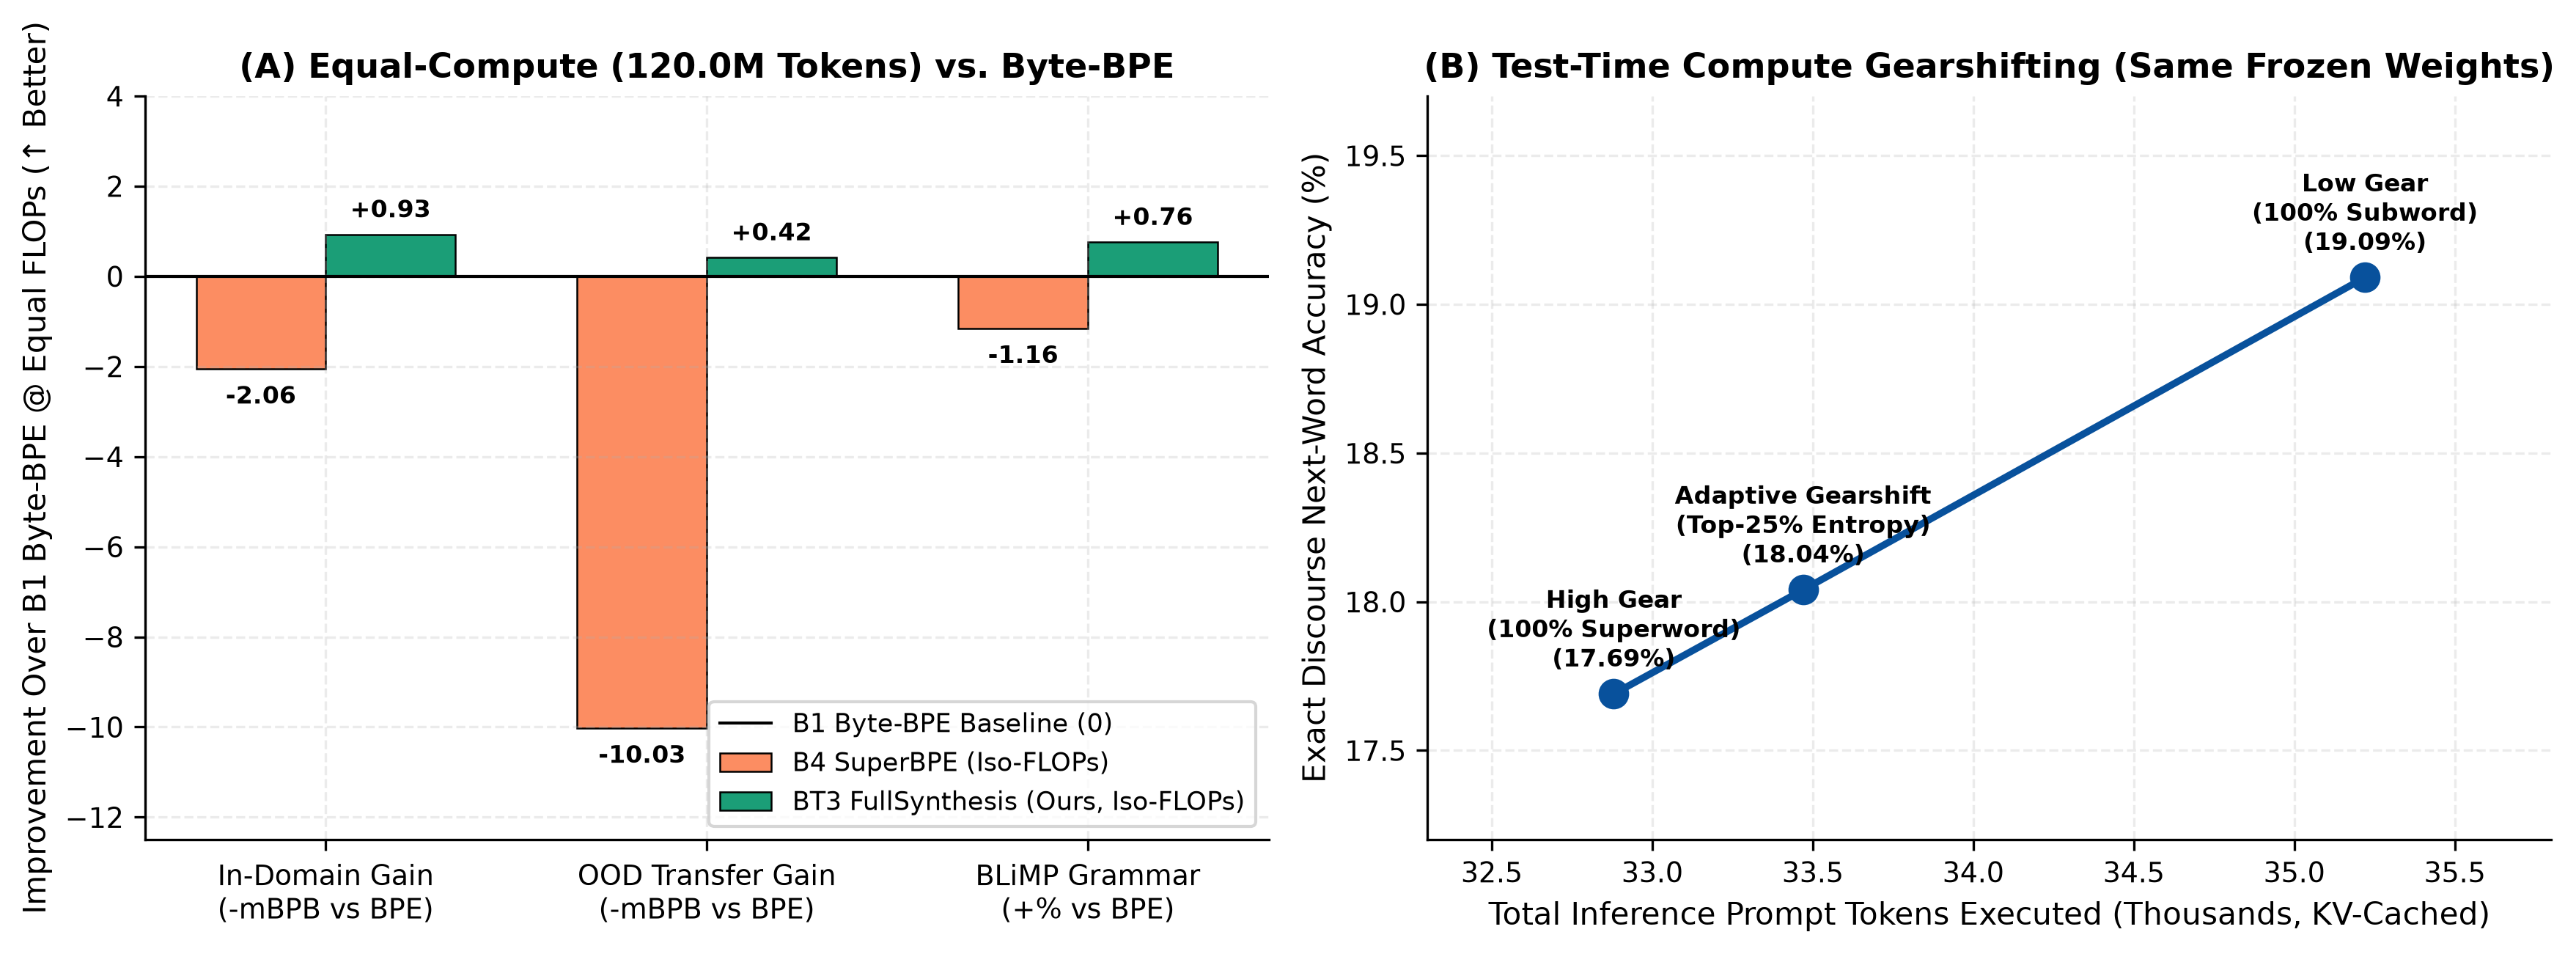 (A) Equal-Compute (120.0M Tokens) vs. Byte-BPE
Improvement Over B1 Byte-BPE @ Equal FLOPs (↑ Better)
4
2
0
−2
−4
−6
−8
−10
−12
+0.93
+0.42
+0.76
-2.06
-10.03
-1.16
B1 Byte-BPE Baseline (0)
B4 SuperBPE (Iso-FLOPs)
BT3 FullSynthesis (Ours, Iso-FLOPs)
In-Domain Gain
(-mBPB vs BPE)
OOD Transfer Gain
(-mBPB vs BPE)
BLiMP Grammar
(+% vs BPE)
(B) Test-Time Compute Gearshifting (Same Frozen Weights)
Exact Discourse Next-Word Accuracy (%)
19.5
19.0
18.5
18.0
17.5
Low Gear
(100% Subword)
(19.09%)
Adaptive Gearshift
(Top-25% Entropy)
(18.04%)
High Gear
(100% Superword)
(17.69%)
32.5
33.0
33.5
34.0
34.5
35.0
35.5
Total Inference Prompt Tokens Executed (Thousands, KV-Cached)